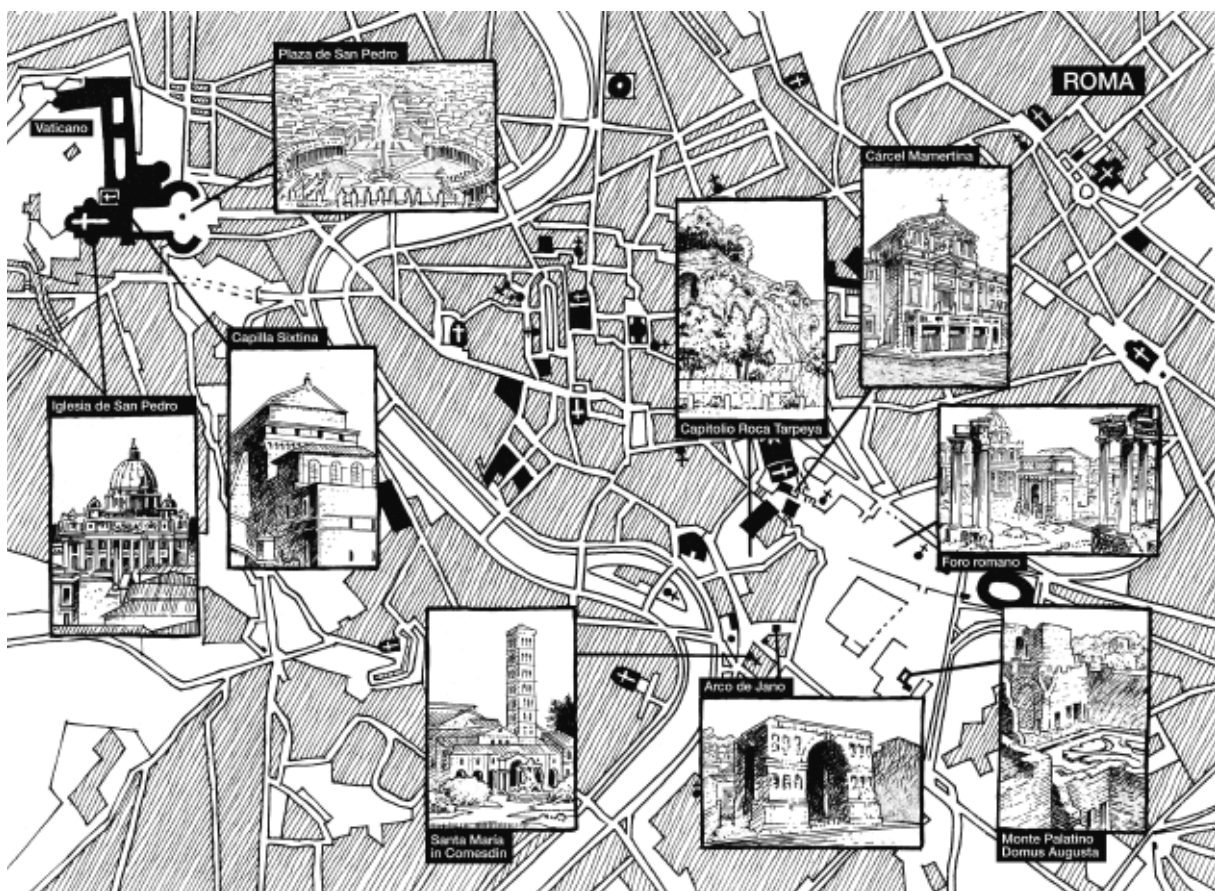 Plaza de San Pedro
ROMA
Vaticano
Cárcel Mamertina
Capilla Sixtina
Iglesia de San Pedro
Capitolio Roca Tarpeya
Foro romano
Arco de Jano
Santa Maria
in Comesdin
Monte Palatino
Domus Augusta